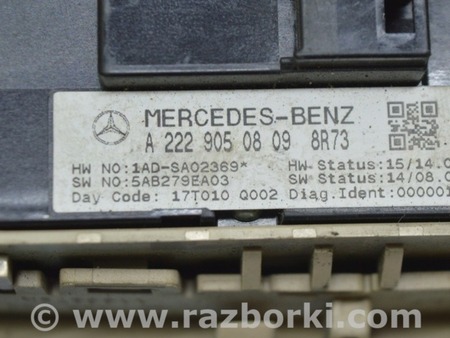 MERCEDES-BENZ
A 222 905 08 09 8R73
HW NO:1AD-SA02369* HW-Status:15/14.0
SW NO:5AB279EA03 SW Status:14/08.0
Day Code: 17T010 Q002 Diag.Ident:000001
© www.razborki.com